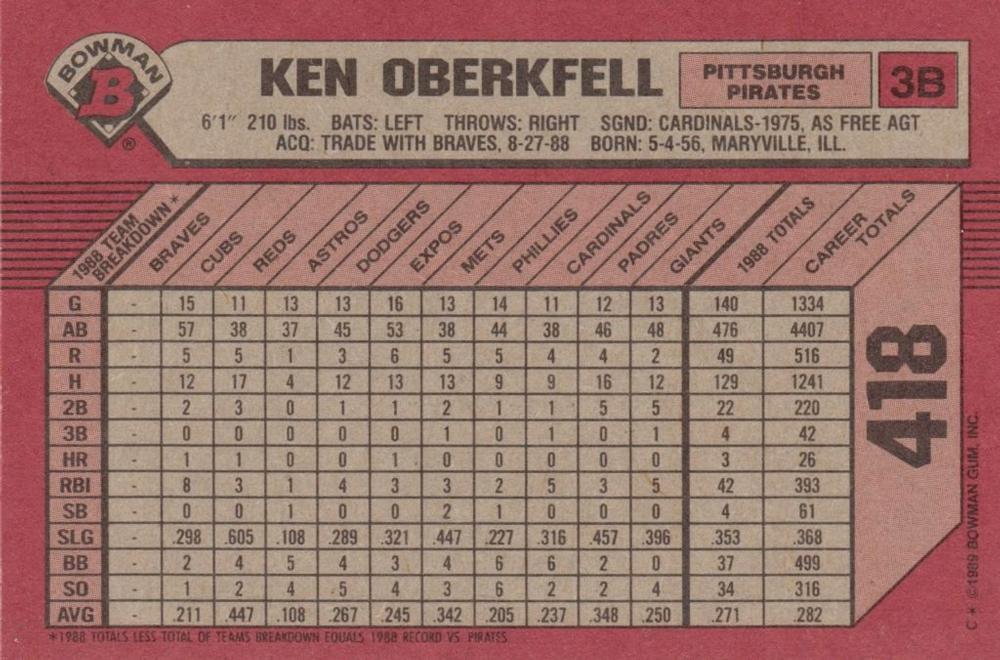 BOWMAN
B
®
KEN OBERKFELL
PITTSBURGH
PIRATES
3B
6'1" 210 lbs. BATS: LEFT THROWS: RIGHT SGND: CARDINALS-1975, AS FREE AGT
ACQ: TRADE WITH BRAVES, 8-27-88 BORN: 5-4-56, MARYVILLE, ILL.
1988 TEAM
BREAKDOWN*
BRAVES CUBS REDS ASTROS DODGERS EXPOS METS PHILLIES CARDINALS PADRES GIANTS 1988 TOTALS CAREER TOTALS
G - 15 11 13 13 16 13 14 11 12 13 140 1334
AB - 57 38 37 45 53 38 44 38 46 48 476 4407
R - 5 5 1 3 6 5 5 4 4 2 49 516
H - 12 17 4 12 13 13 9 9 16 12 129 1241
2B - 2 3 0 1 1 2 1 1 5 5 22 220
3B - 0 0 0 0 0 1 0 1 0 1 4 42
HR - 1 1 0 0 1 0 0 0 0 0 3 26
RBI - 8 3 1 4 3 3 2 5 3 5 42 393
SB - 0 0 1 0 0 2 1 0 0 0 4 61
SLG - .298 .605 .108 .289 .321 .447 .227 .316 .457 .396 .353 .368
BB - 2 4 5 4 3 4 6 6 2 0 37 499
SO - 1 2 4 5 4 3 6 2 2 4 34 316
AVG - .211 .447 .108 .267 .245 .342 .205 .237 .348 .250 .271 .282
*1988 TOTALS LESS TOTAL OF TEAMS BREAKDOWN EQUALS 1988 RECORD VS. PIRATES
418
C* ©1989 BOWMAN GUM, INC.